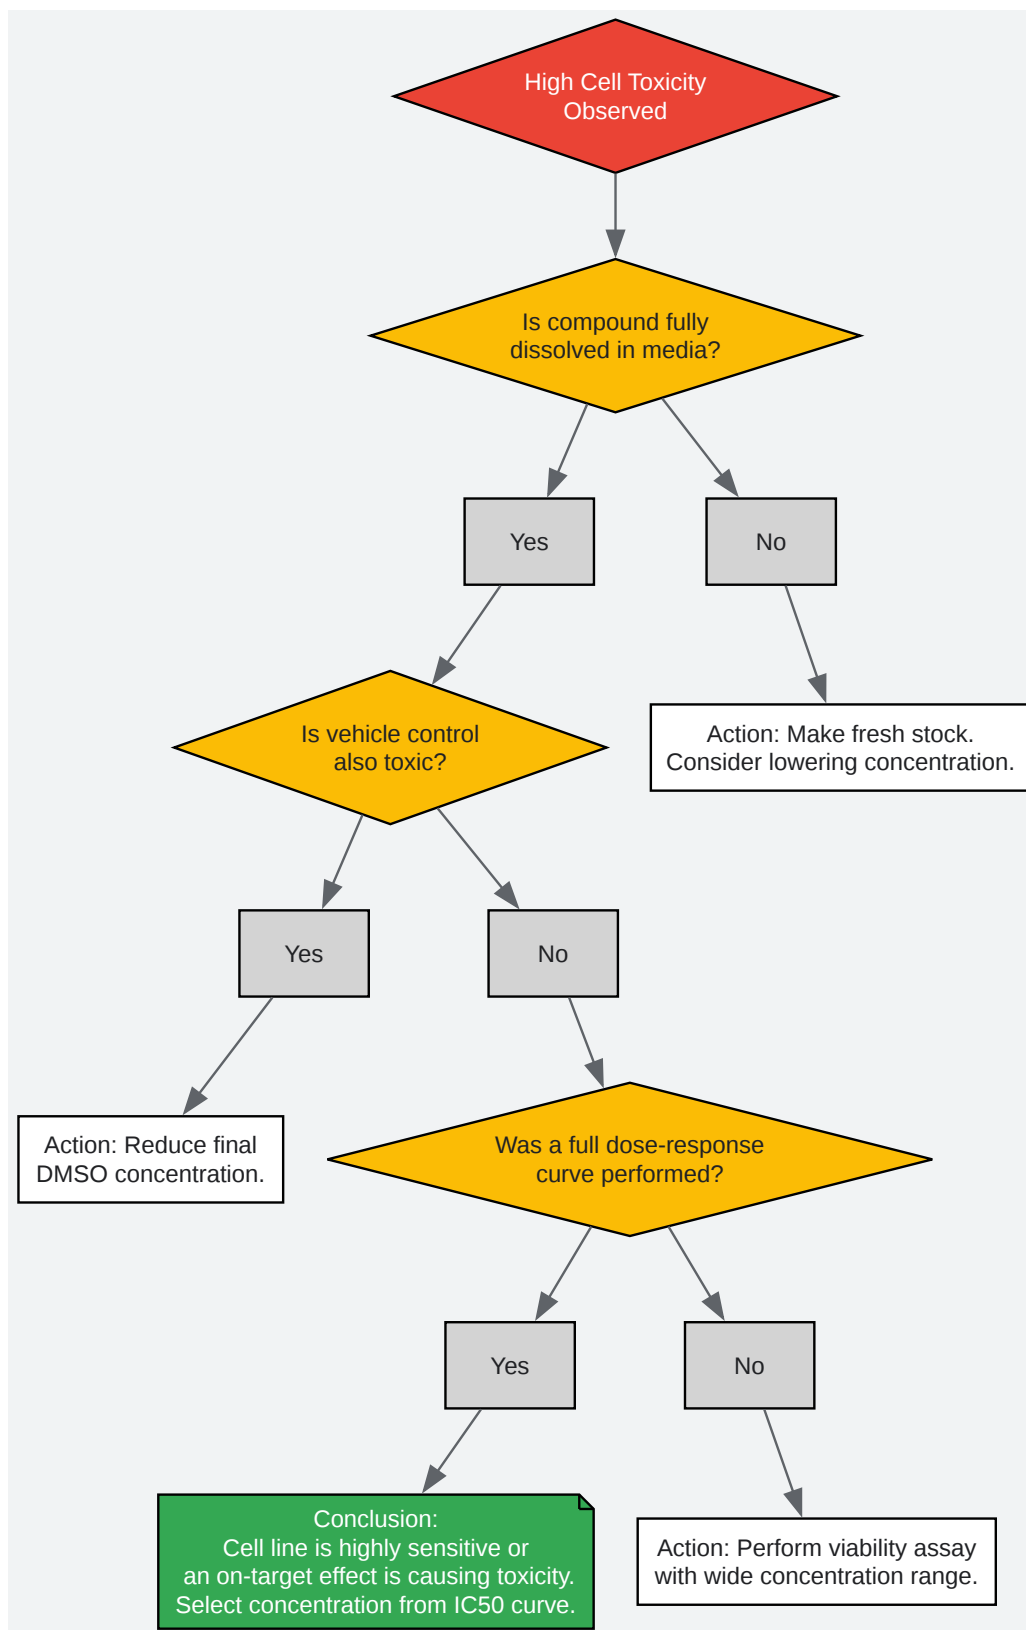 High Cell Toxicity
Observed
Is compound fully
dissolved in media?
Yes
No
Action: Make fresh stock.
Consider lowering concentration.
Is vehicle control
also toxic?
Yes
No
Action: Reduce final
DMSO concentration.
Was a full dose-response
curve performed?
Yes
No
Conclusion:
Cell line is highly sensitive or
an on-target effect is causing toxicity.
Select concentration from IC50 curve.
Action: Perform viability assay
with wide concentration range.